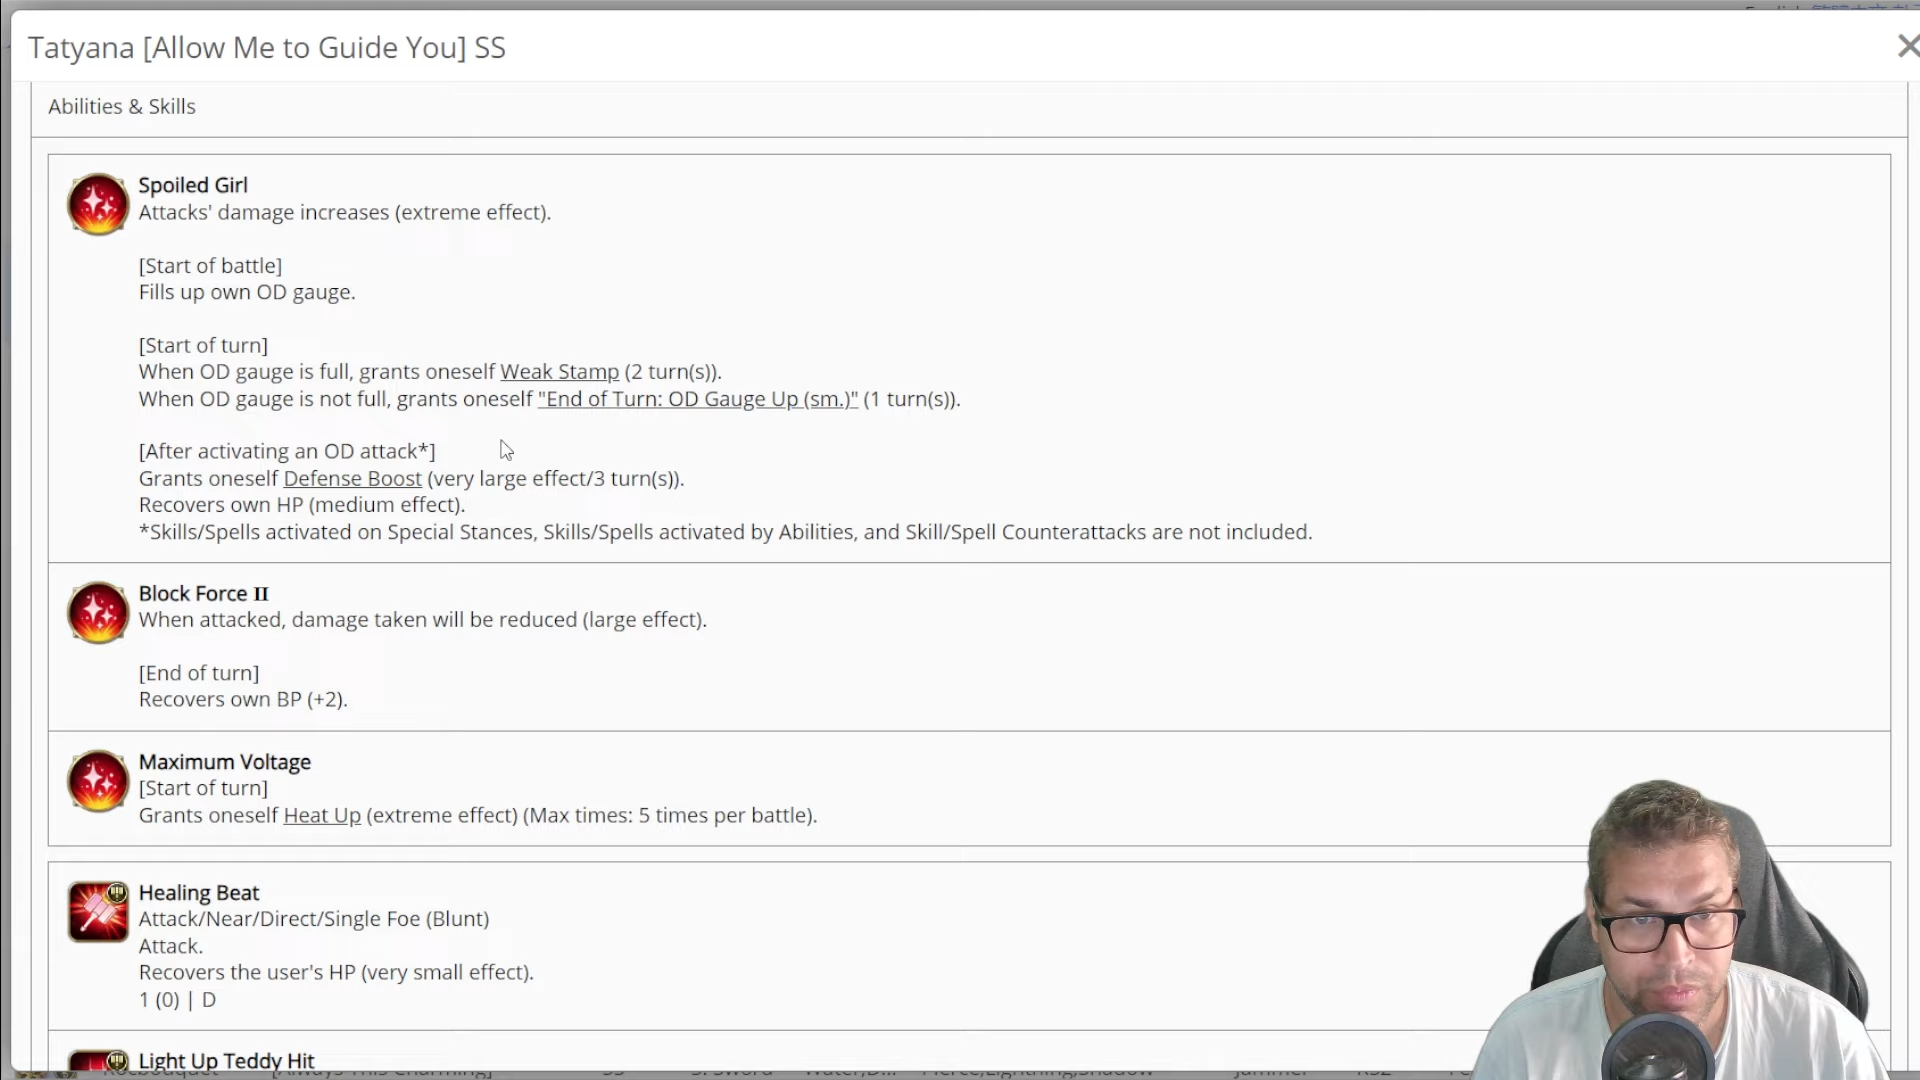 Tatyana [Allow Me to Guide You] SS
Abilities & Skills
Spoiled Girl
Attacks' damage increases (extreme effect).
[Start of battle]
Fills up own OD gauge.
[Start of turn]
When OD gauge is full, grants oneself Weak Stamp (2 turn(s)).
When OD gauge is not full, grants oneself "End of Turn: OD Gauge Up (sm.)" (1 turn(s)).
[After activating an OD attack*]
Grants oneself Defense Boost (very large effect/3 turn(s)).
Recovers own HP (medium effect).
*Skills/Spells activated on Special Stances, Skills/Spells activated by Abilities, and Skill/Spell Counterattacks are not included.
Block Force II
When attacked, damage taken will be reduced (large effect).
[End of turn]
Recovers own BP (+2).
Maximum Voltage
[Start of turn]
Grants oneself Heat Up (extreme effect) (Max times: 5 times per battle).
Healing Beat
Attack/Near/Direct/Single Foe (Blunt)
Attack.
Recovers the user's HP (very small effect).
1 (0) | D
Light Up Teddy Hit